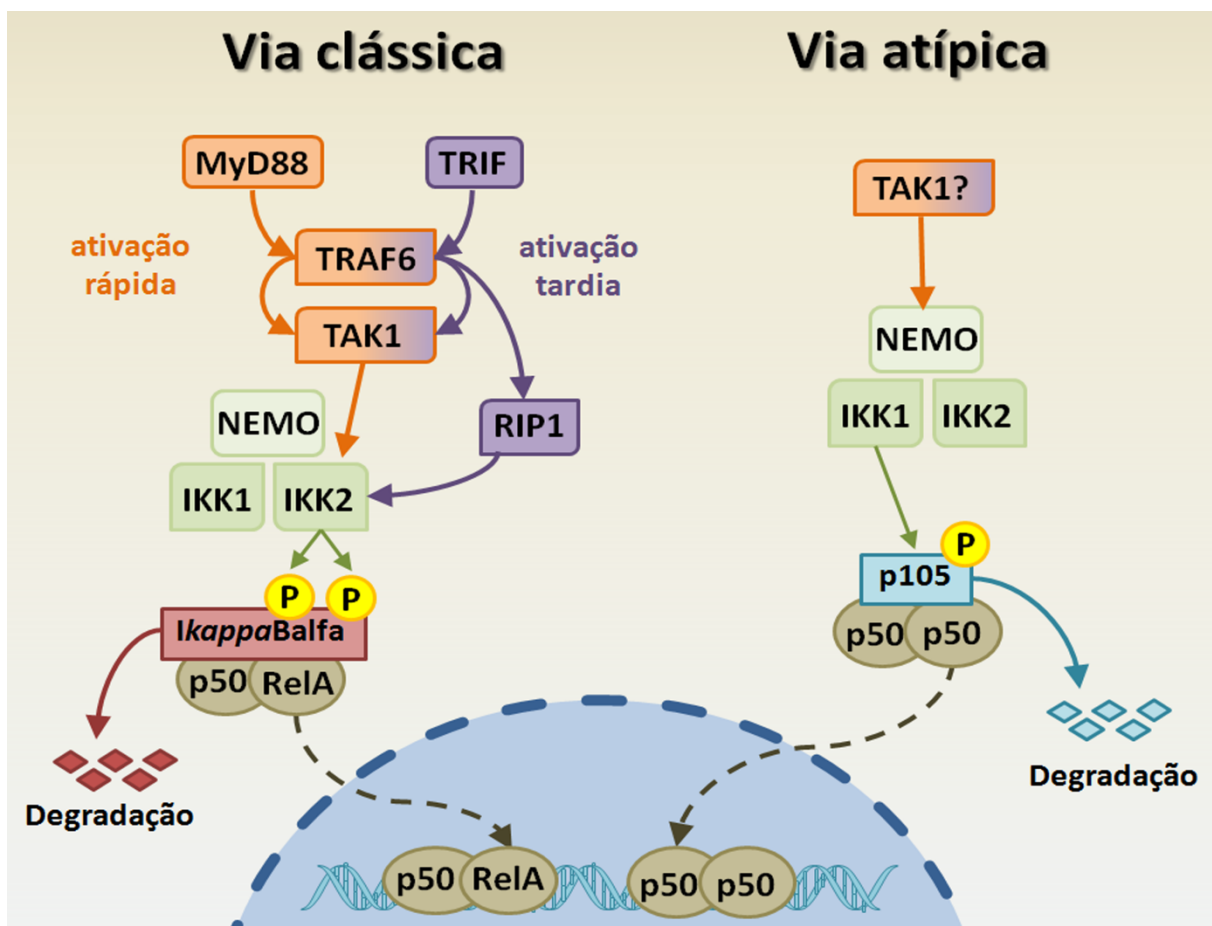 Via clássica
Via atípica
MyD88
TRIF
TAK1?
ativação
rápida
TRAF6
ativação
tardia
TAK1
NEMO
NEMO
RIP1
IKK1
IKK2
IKK1
IKK2
P
P
P
p105
IkappaBalfa
p50
RelA
p50
p50
Degradação
Degradação
p50
RelA
p50
p50